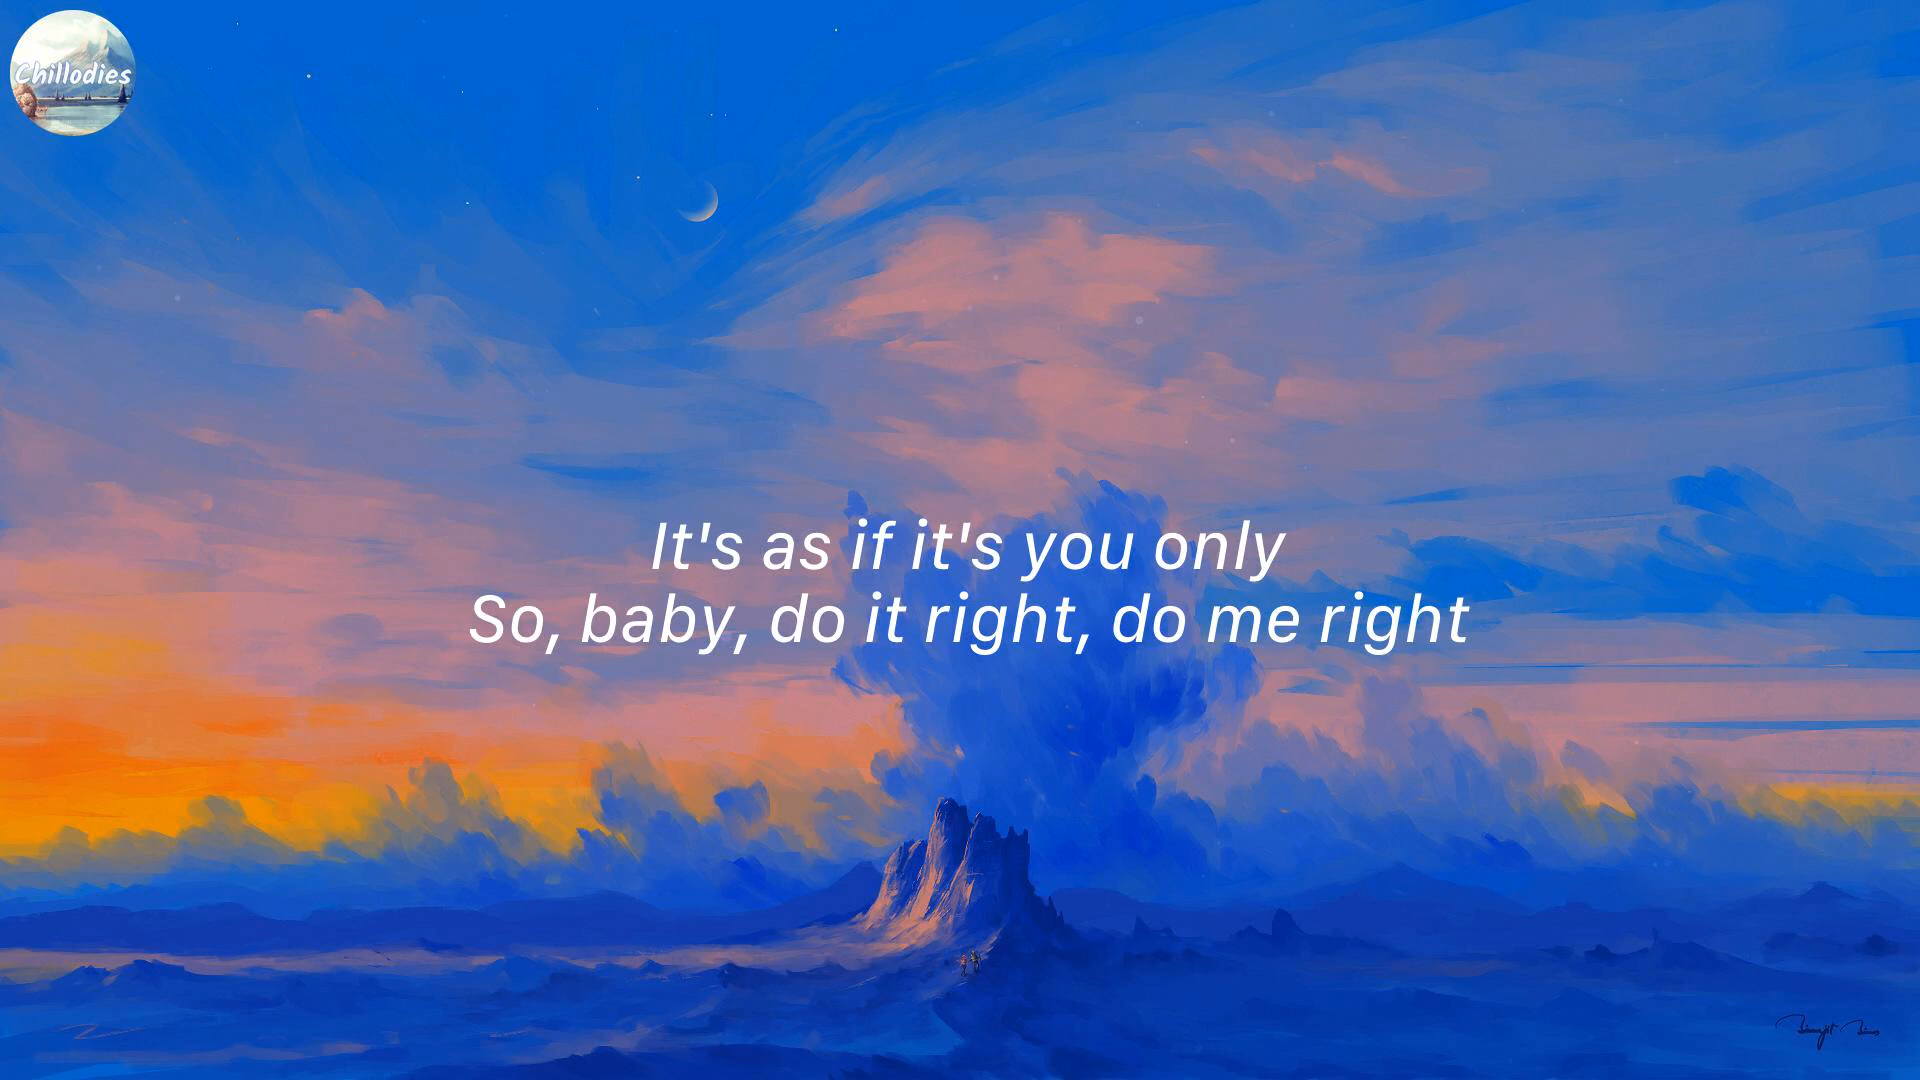 Chillodies
It's as if it's you only
So, baby, do it right, do me right